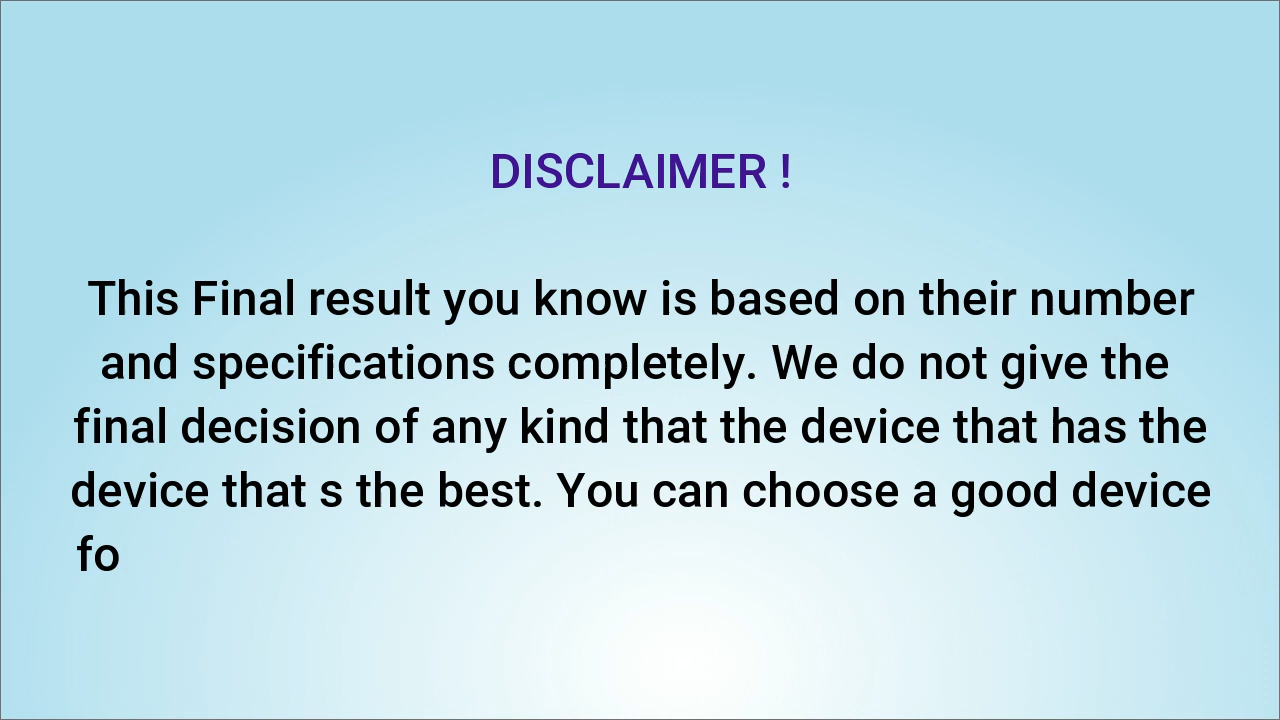 DISCLAIMER !
This Final result you know is based on their number
and specifications completely. We do not give the
final decision of any kind that the device that has the
device that s the best. You can choose a good device
fo